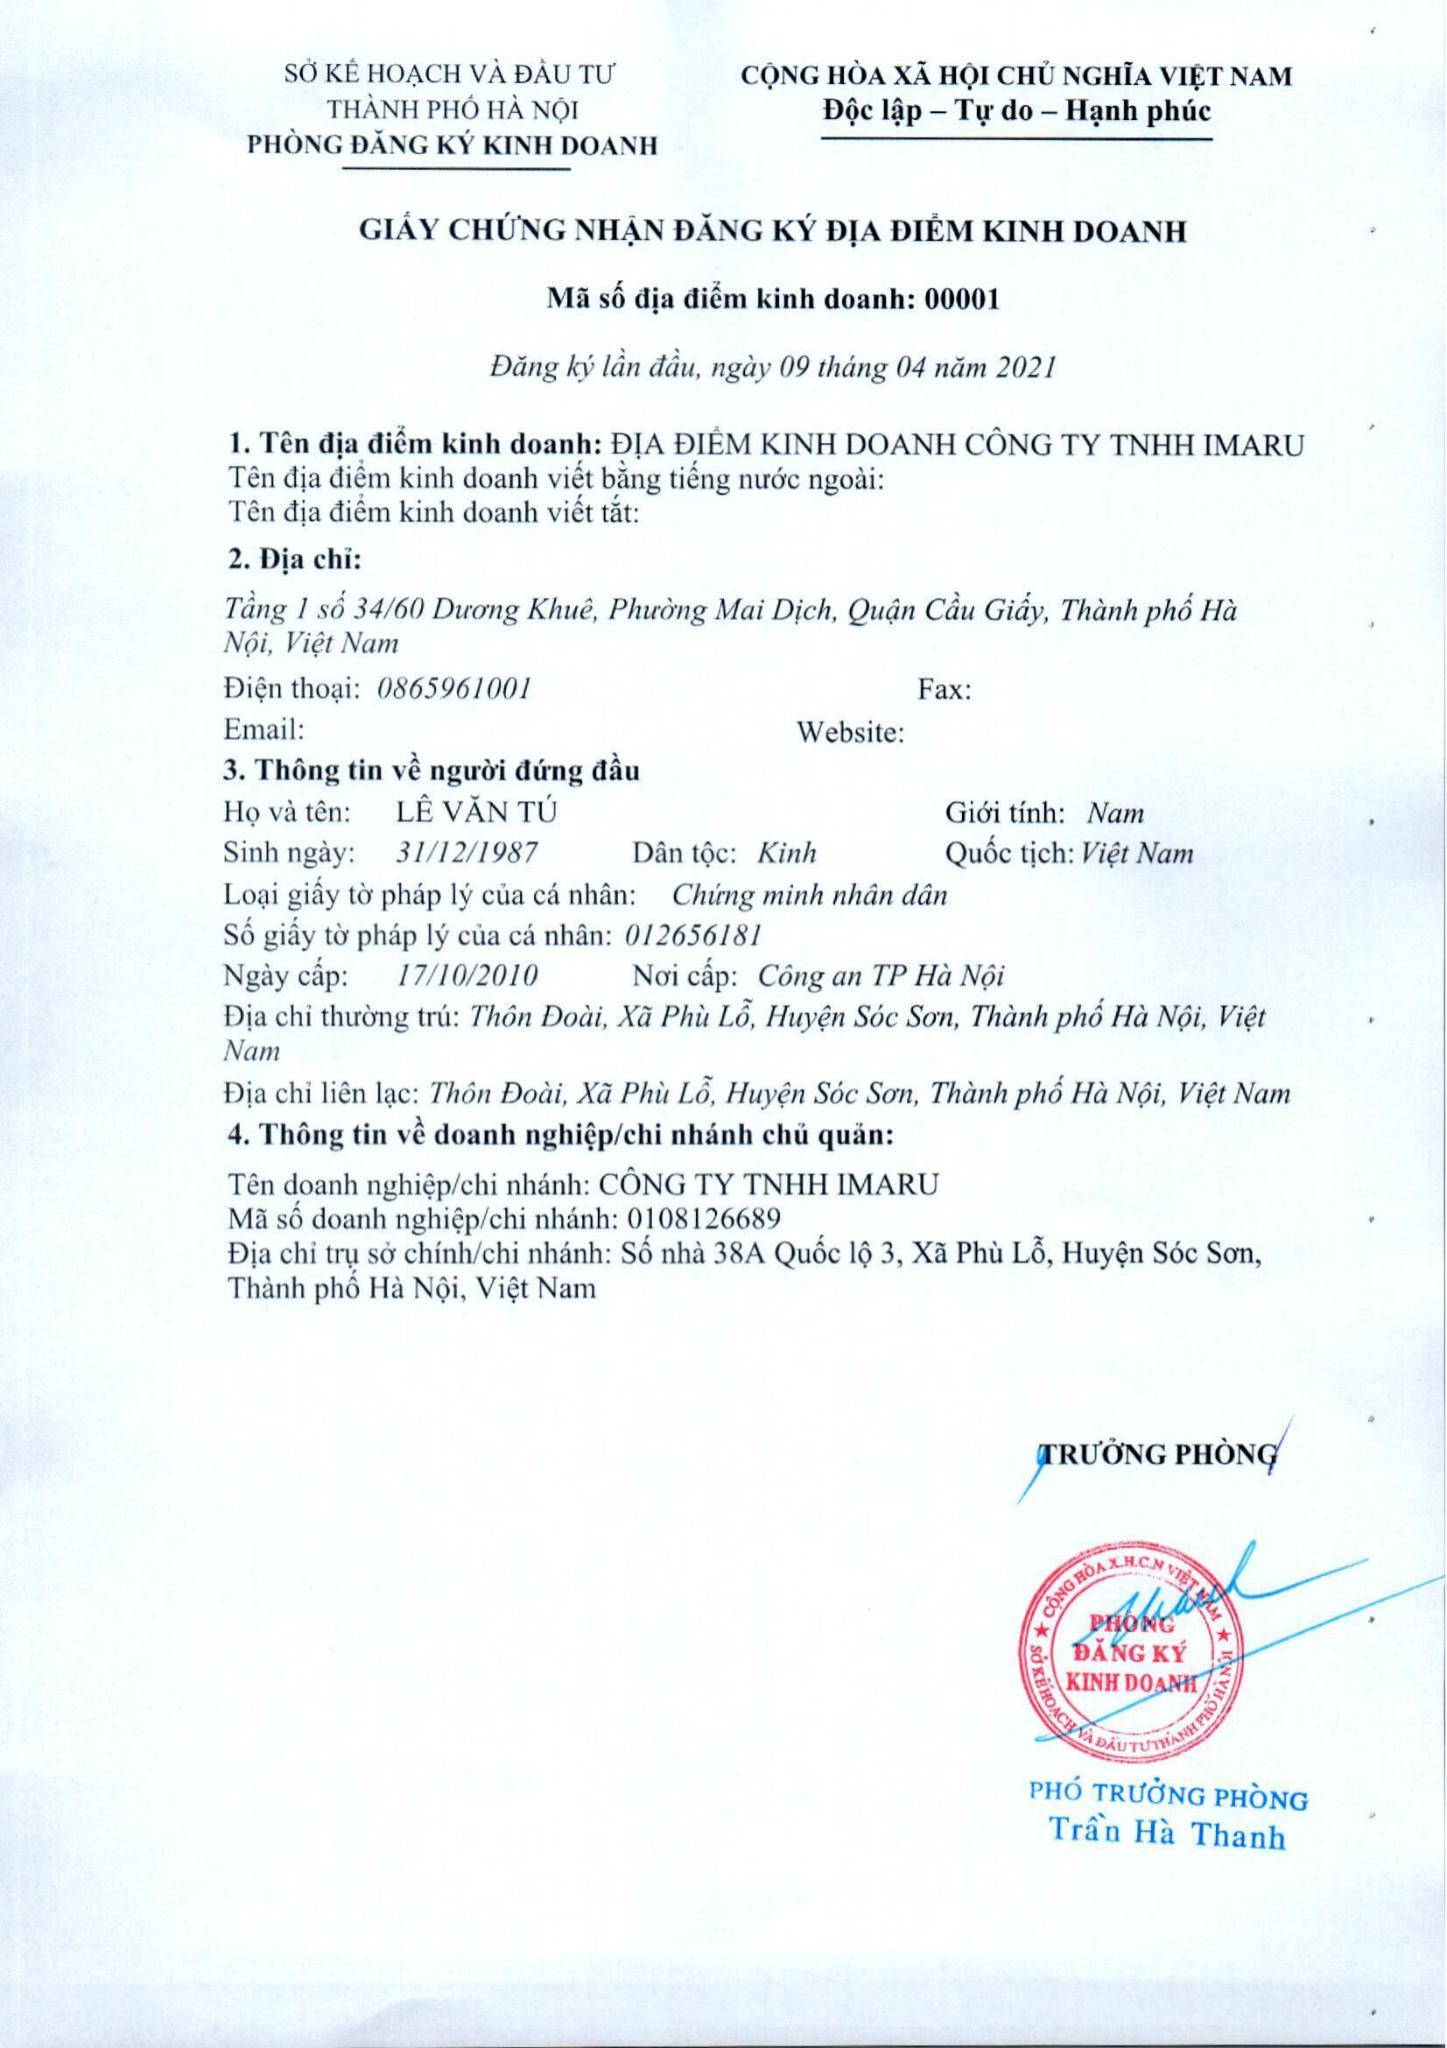 SỞ KẾ HOẠCH VÀ ĐẦU TƯ
THÀNH PHỐ HÀ NỘI
PHÒNG ĐĂNG KÝ KINH DOANH
CỘNG HÒA XÃ HỘI CHỦ NGHĨA VIỆT NAM
Độc lập – Tự do – Hạnh phúc
GIẤY CHỨNG NHẬN ĐĂNG KÝ ĐỊA ĐIỂM KINH DOANH
Mã số địa điểm kinh doanh: 00001
Đăng ký lần đầu, ngày 09 tháng 04 năm 2021
1. Tên địa điểm kinh doanh: ĐỊA ĐIỂM KINH DOANH CÔNG TY TNHH IMARU
Tên địa điểm kinh doanh viết bằng tiếng nước ngoài:
Tên địa điểm kinh doanh viết tắt:
2. Địa chỉ:
Tầng 1 số 34/60 Dương Khuê, Phường Mai Dịch, Quận Cầu Giấy, Thành phố Hà
Nội, Việt Nam
Điện thoại: 0865961001 Fax:
Email: Website:
3. Thông tin về người đứng đầu
Họ và tên: LÊ VĂN TÚ Giới tính: Nam
Sinh ngày: 31/12/1987 Dân tộc: Kinh Quốc tịch: Việt Nam
Loại giấy tờ pháp lý của cá nhân: Chứng minh nhân dân
Số giấy tờ pháp lý của cá nhân: 012656181
Ngày cấp: 17/10/2010 Nơi cấp: Công an TP Hà Nội
Địa chỉ thường trú: Thôn Đoài, Xã Phù Lỗ, Huyện Sóc Sơn, Thành phố Hà Nội, Việt
Nam
Địa chỉ liên lạc: Thôn Đoài, Xã Phù Lỗ, Huyện Sóc Sơn, Thành phố Hà Nội, Việt Nam
4. Thông tin về doanh nghiệp/chi nhánh chủ quản:
Tên doanh nghiệp/chi nhánh: CÔNG TY TNHH IMARU
Mã số doanh nghiệp/chi nhánh: 0108126689
Địa chỉ trụ sở chính/chi nhánh: Số nhà 38A Quốc lộ 3, Xã Phù Lỗ, Huyện Sóc Sơn,
Thành phố Hà Nội, Việt Nam
TRƯỞNG PHÒNG
CỘNG HÒA X.H.C.N VIỆT NAM
PHÒNG
ĐĂNG KÝ
KINH DOANH
SỞ KẾ HOẠCH VÀ ĐẦU TƯ THÀNH PHỐ HÀ NỘI
PHÓ TRƯỞNG PHÒNG
Trần Hà Thanh